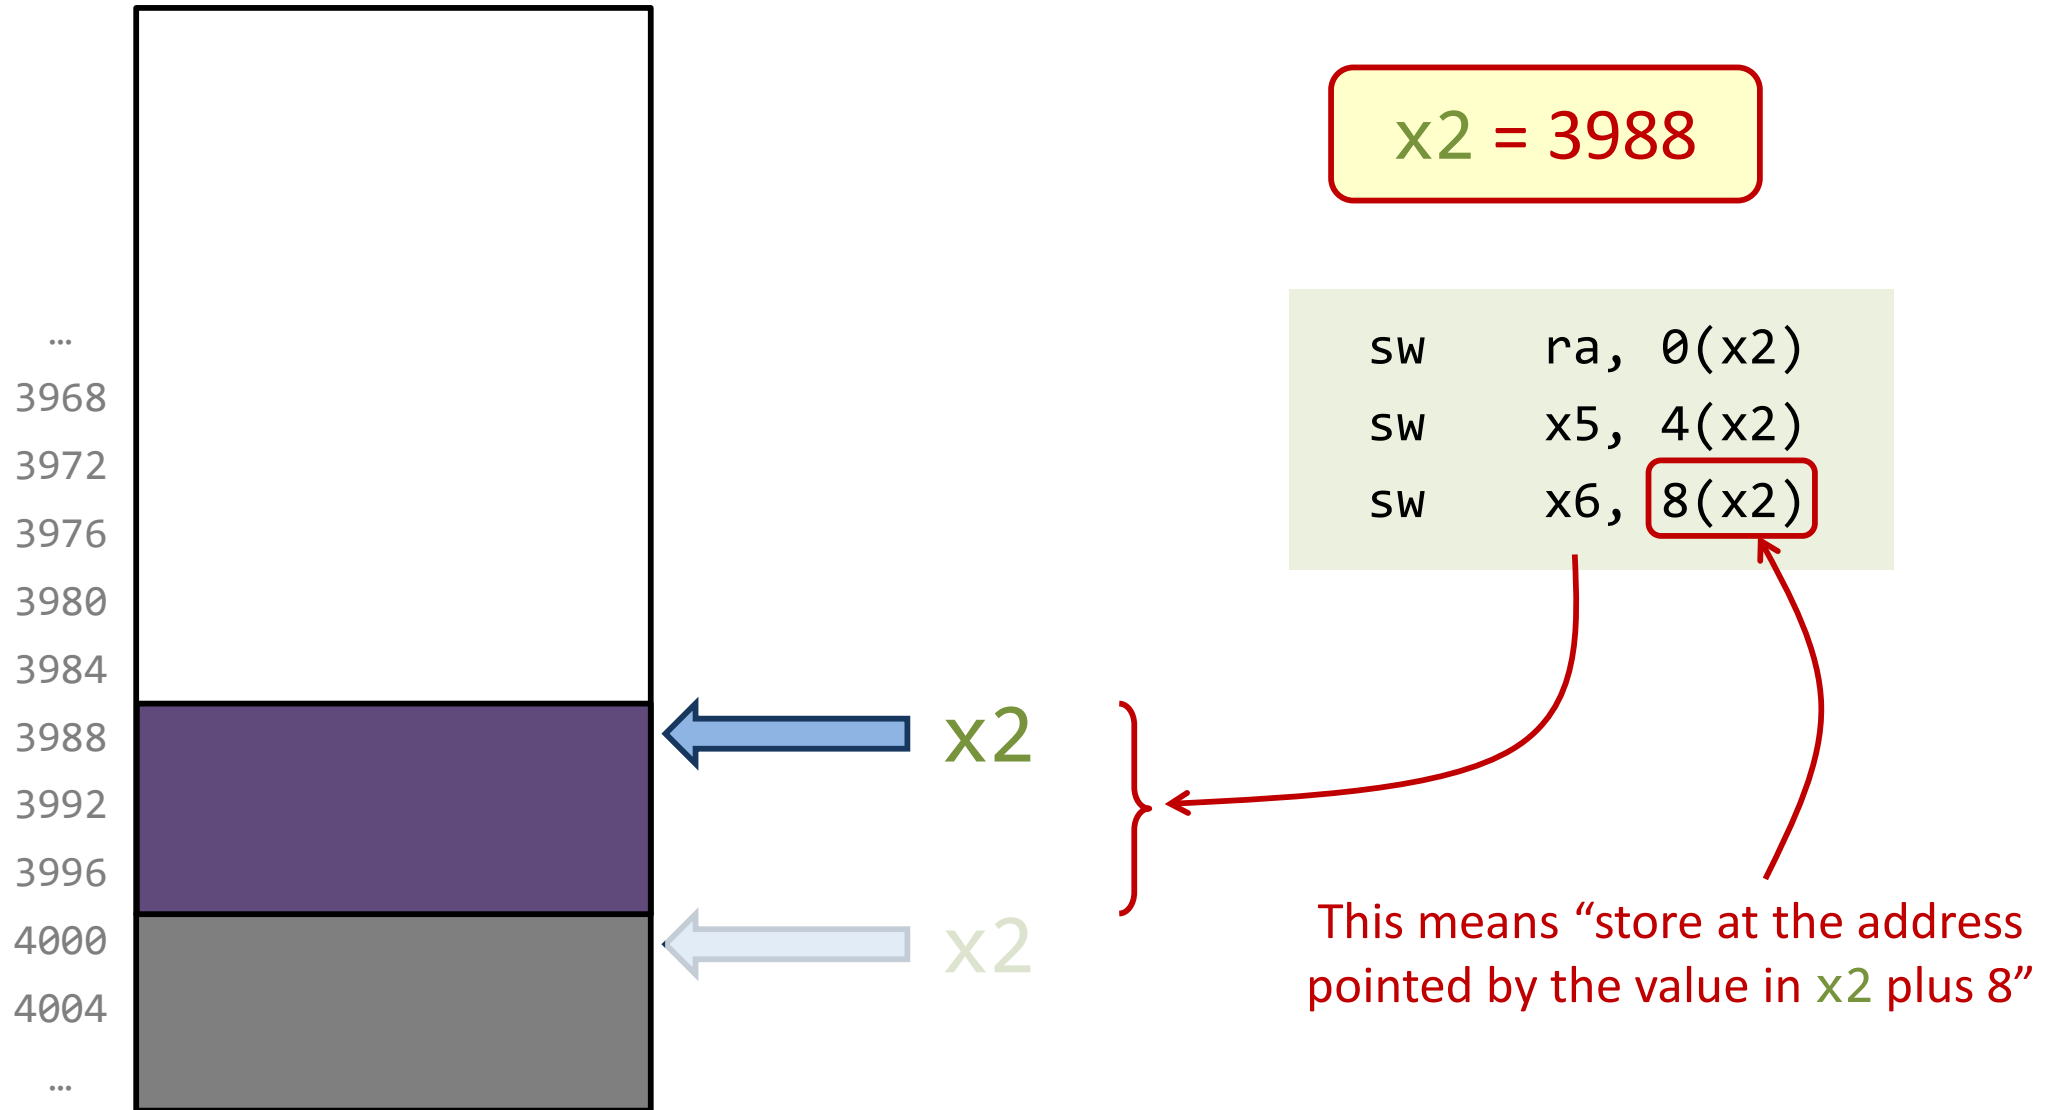 …
3968
3972
3976
3980
3984
3988
3992
3996
4000
4004
…
x2
x2
x2 = 3988
sw ra, 0(x2)
sw x5, 4(x2)
sw x6, 8(x2)
This means “store at the address
pointed by the value in x2 plus 8”